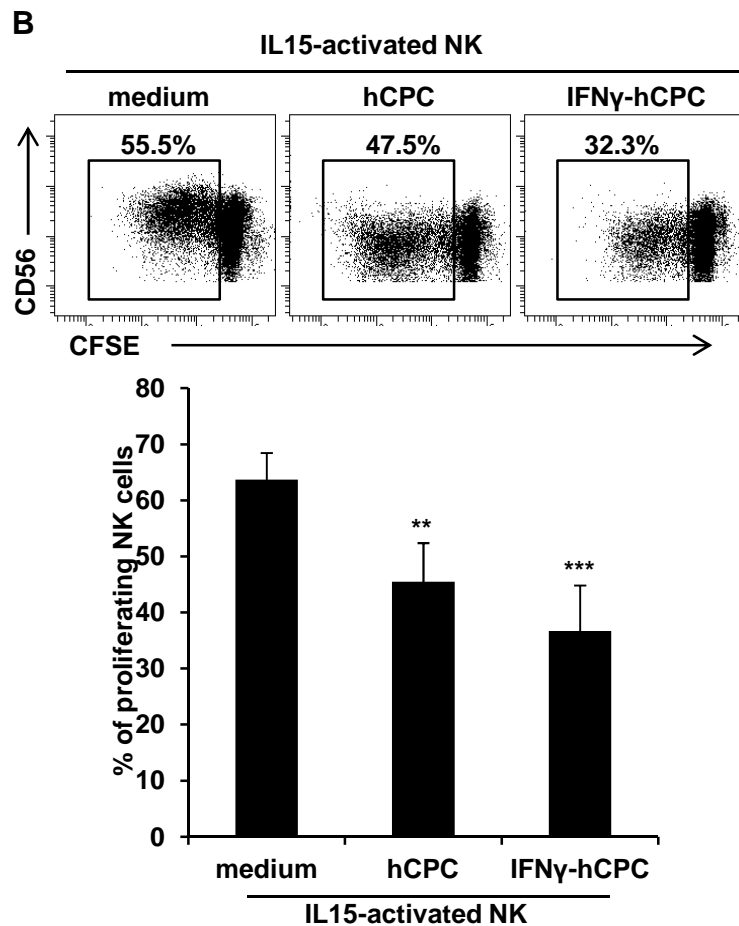 B
IL15-activated NK
medium hCPC IFNγ-hCPC
55.5% 47.5% 32.3%
CD56
CFSE
80
70
60
50
40
30
20
10
0
% of proliferating NK cells
**
***
medium hCPC IFNγ-hCPC
IL15-activated NK